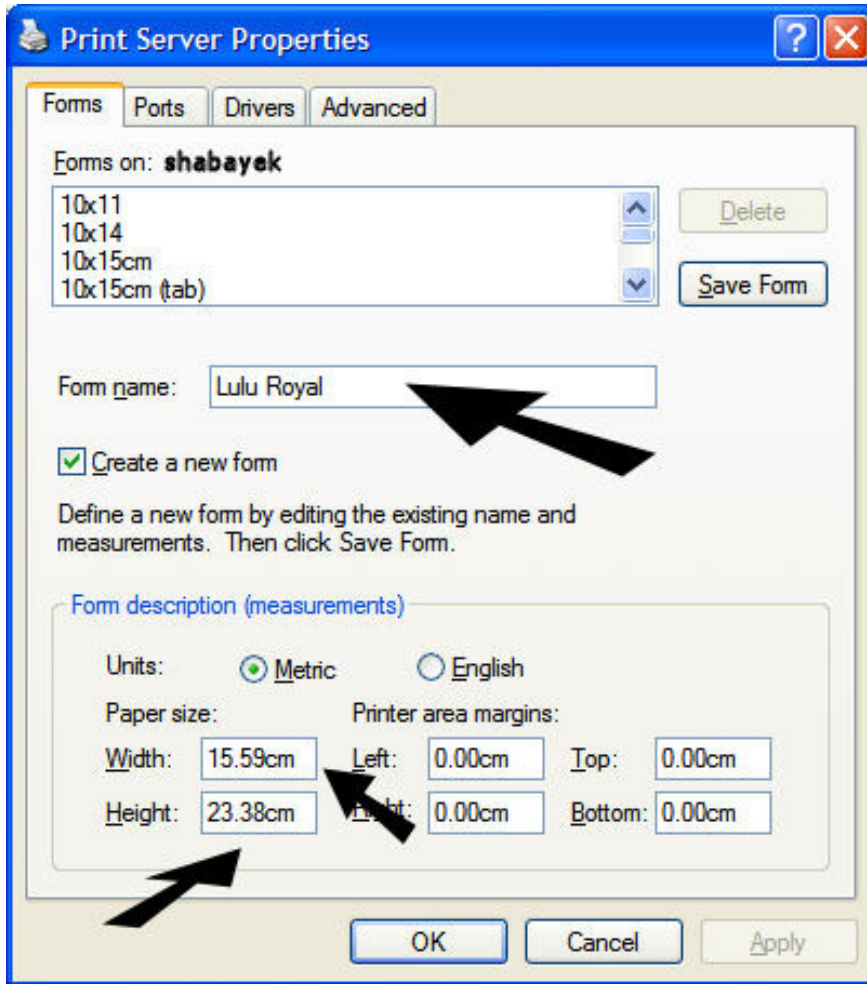 Print Server Properties
Forms Ports Drivers Advanced
Forms on: shabayek
10x11
10x14
10x15cm
10x15cm (tab)
Delete
Save Form
Form name: Lulu Royal
Create a new form
Define a new form by editing the existing name and
measurements. Then click Save Form.
Form description (measurements)
Units: Metric English
Paper size: Printer area margins:
Width: 15.59cm Left: 0.00cm Top: 0.00cm
Height: 23.38cm Right: 0.00cm Bottom: 0.00cm
OK Cancel Apply